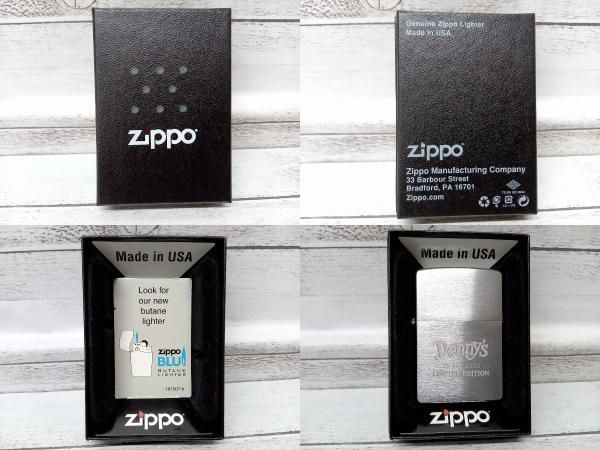 zippo
Genuine Zippo Lighter
Made in USA
zippo
Zippo Manufacturing Company
33 Barbour Street
Bradford, PA 16701
Zippo.com
Made in USA
Look for
our new
butane
lighter
zippo
BLU
BUTANE
LIGHTER
zippo
Made in USA
Denny's
LIMITED EDITION
zippo